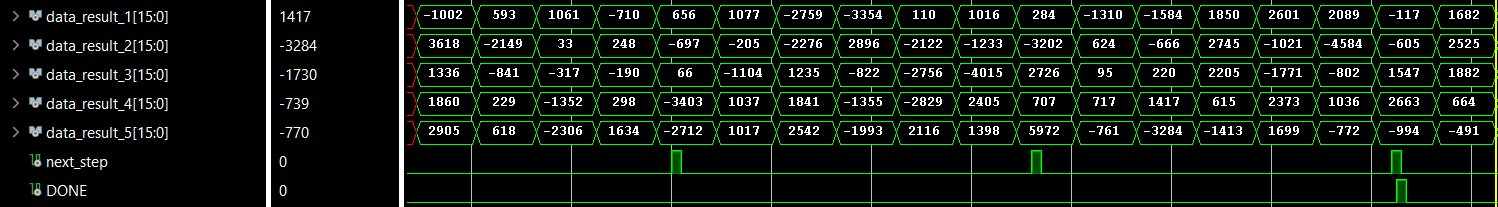 data_result_1[15:0] 1417 -1002 593 1061 -710 656 1077 -2759 -3354 110 1016 284 -1310 -1584 1850 2601 2089 -117 1682
data_result_2[15:0] -3284 3618 -2149 33 248 -697 -205 -2276 2896 -2122 -1233 -3202 624 -666 2745 -1021 -4584 -605 2525
data_result_3[15:0] -1730 1336 -841 -317 -190 66 -1104 1235 -822 -2756 -4015 2726 95 220 2205 -1771 -802 1547 1882
data_result_4[15:0] -739 1860 229 -1352 298 -3403 1037 1841 -1355 -2829 2405 707 717 1417 615 2373 1036 2663 664
data_result_5[15:0] -770 2905 618 -2306 1634 -2712 1017 2542 -1993 2116 1398 5972 -761 -3284 -1413 1699 -772 -994 -491
next_step 0
DONE 0